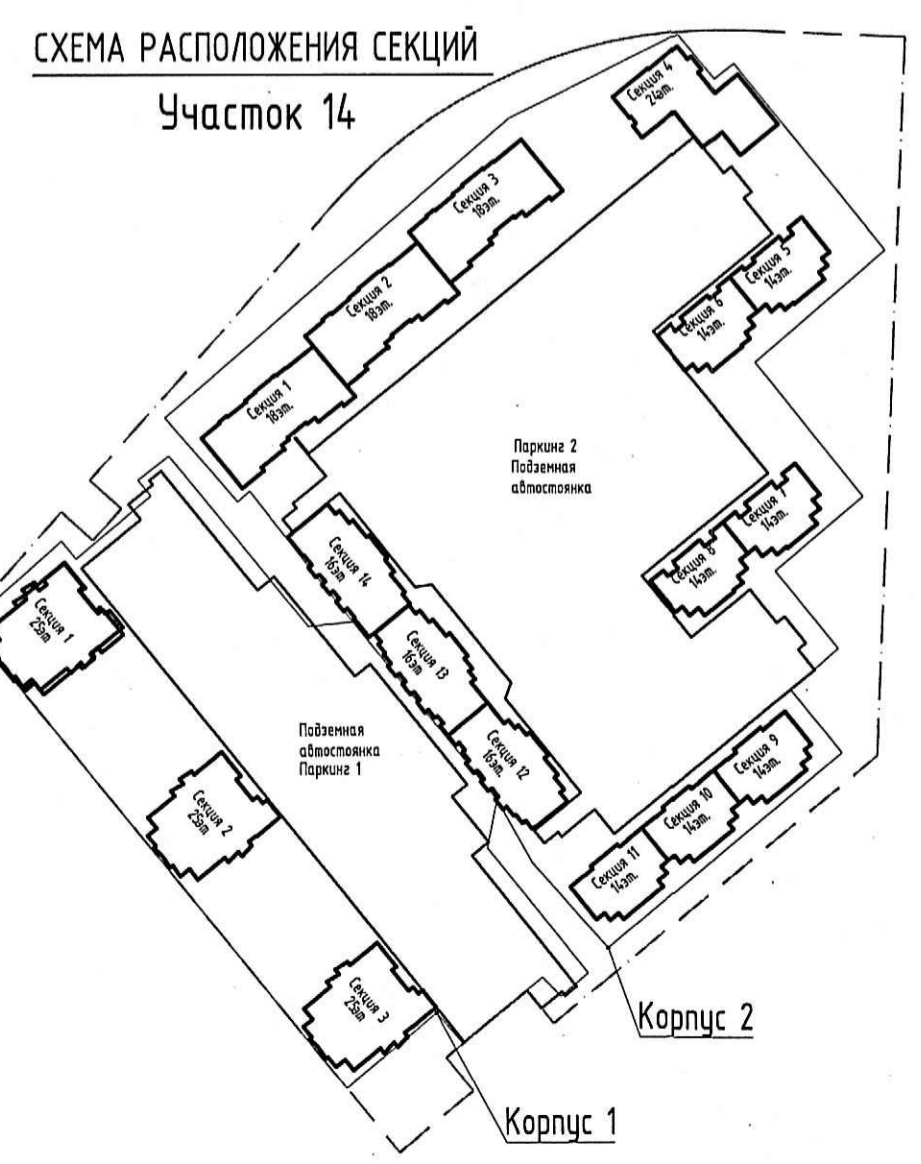 СХЕМА РАСПОЛОЖЕНИЯ СЕКЦИЙ
Участок 14
Секция 4
24эт.
Секция 3
18эт.
Секция 2
18эт.
Секция 1
18эт.
Секция 5
14эт.
Секция 6
14эт.
Паркинг 2
Подземная
автостоянка
Секция 7
14эт.
Секция 8
14эт.
Секция 14
16эт
Секция 13
16эт
Секция 12
16эт.
Секция 1
25эт
Подземная
автостоянка
Паркинг 1
Секция 2
25эт
Секция 9
14эт.
Секция 10
14эт.
Секция 11
14эт.
Секция 3
25эт
Корпус 2
Корпус 1